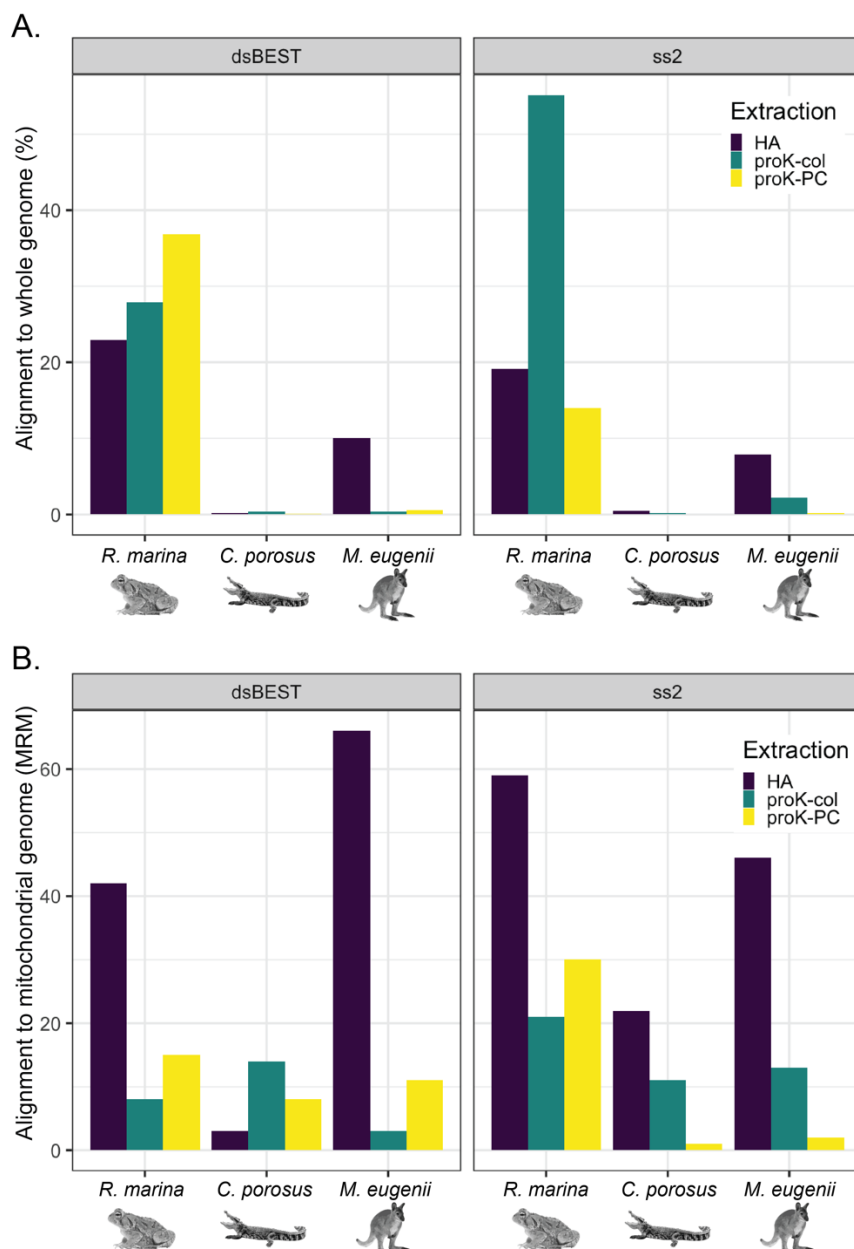 A.
dsBEST ss2
Alignment to whole genome (%)
Extraction
HA
proK-col
proK-PC
40
20
0
R. marina C. porosus M. eugenii R. marina C. porosus M. eugenii
B.
dsBEST ss2
Alignment to mitochondrial genome (MRM)
Extraction
HA
proK-col
proK-PC
60
40
20
0
R. marina C. porosus M. eugenii R. marina C. porosus M. eugenii